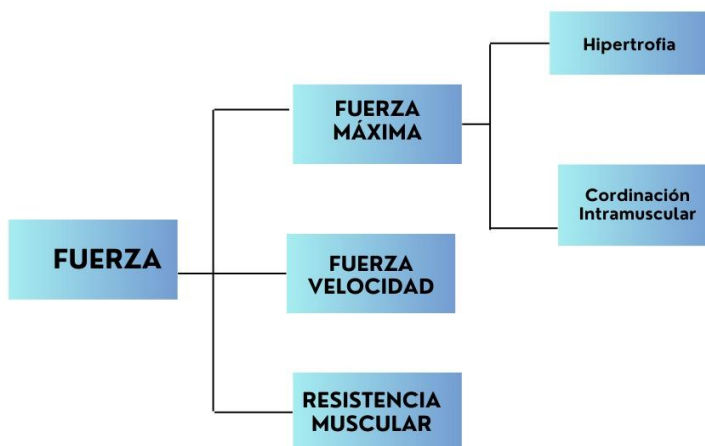 FUERZA
FUERZA
MÁXIMA
Hipertrofia
Cordinación
Intramuscular
FUERZA
VELOCIDAD
RESISTENCIA
MUSCULAR